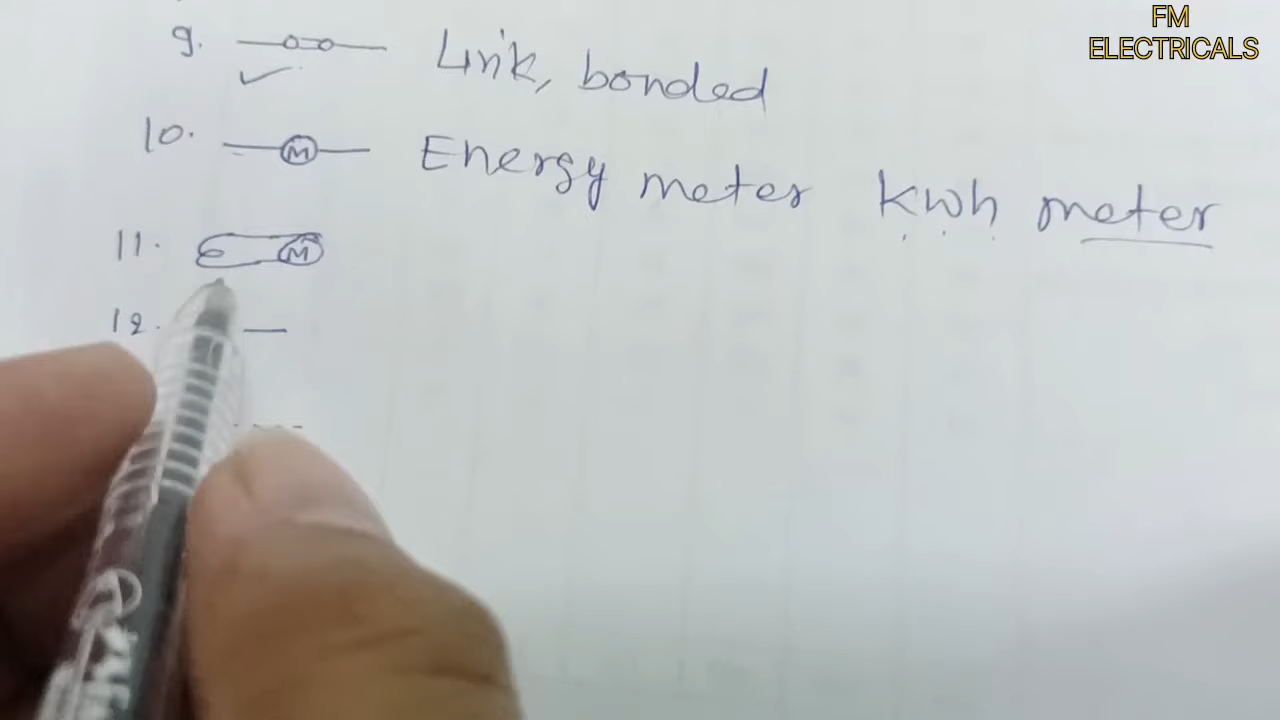 FM
ELECTRICALS
9. Link, bonded
10. M Energy meter kwh meter
11. M
12.